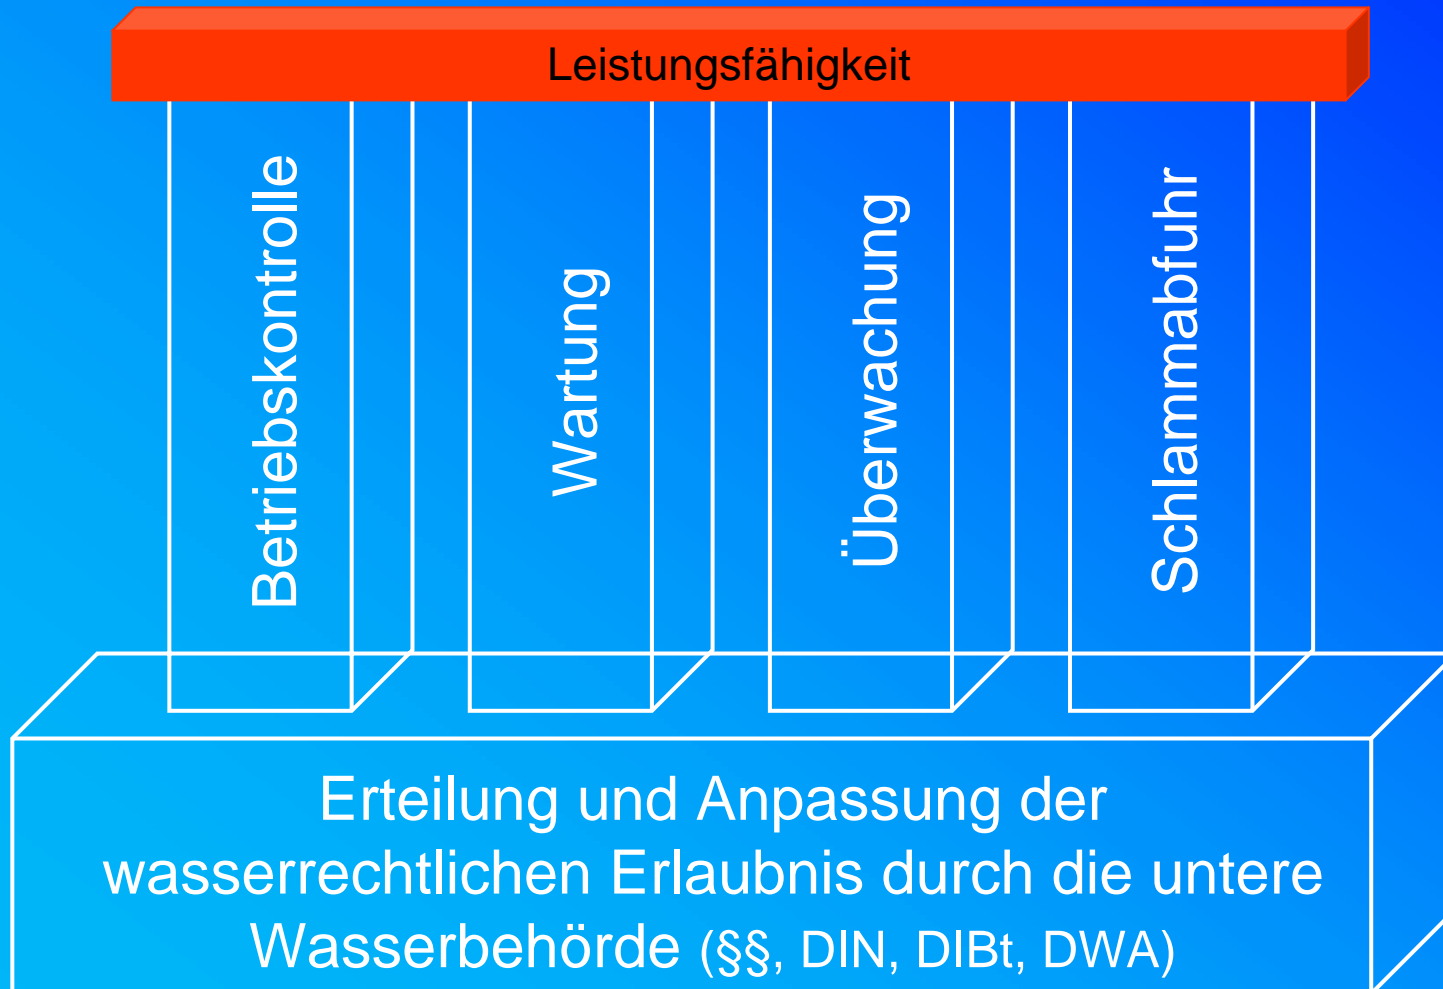 Leistungsfähigkeit
Betriebskontrolle
Wartung
Überwachung
Schlammabfuhr
Erteilung und Anpassung der
wasserrechtlichen Erlaubnis durch die untere
Wasserbehörde (§§, DIN, DIBt, DWA)